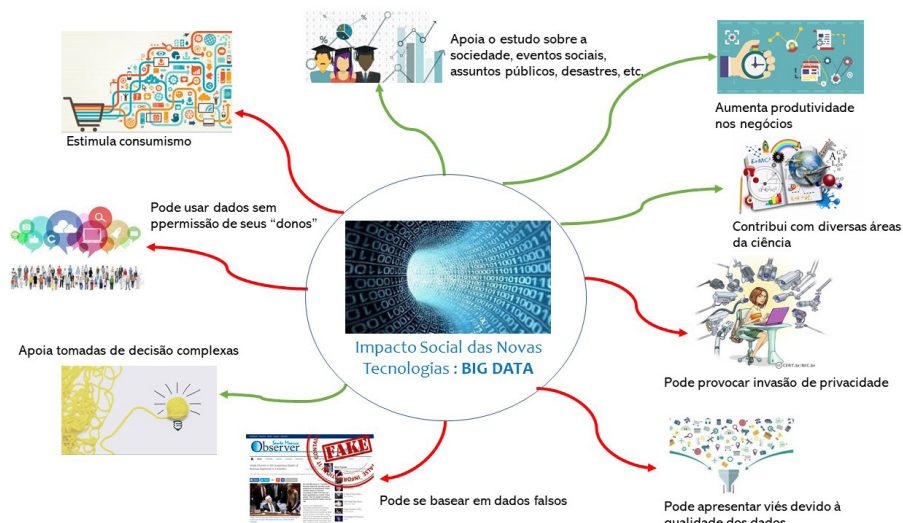 Apoia o estudo sobre a
sociedade, eventos sociais,
assuntos públicos, desastres, etc.
Aumenta produtividade
nos negócios
Estimula consumismo
Pode usar dados sem
ppermissão de seus “donos”
Contribui com diversas áreas
da ciência
Impacto Social das Novas
Tecnologias : BIG DATA
Apoia tomadas de decisão complexas
Pode provocar invasão de privacidade
Observer
FAKE
Pode se basear em dados falsos
Pode apresentar viés devido à
qualidade dos dados